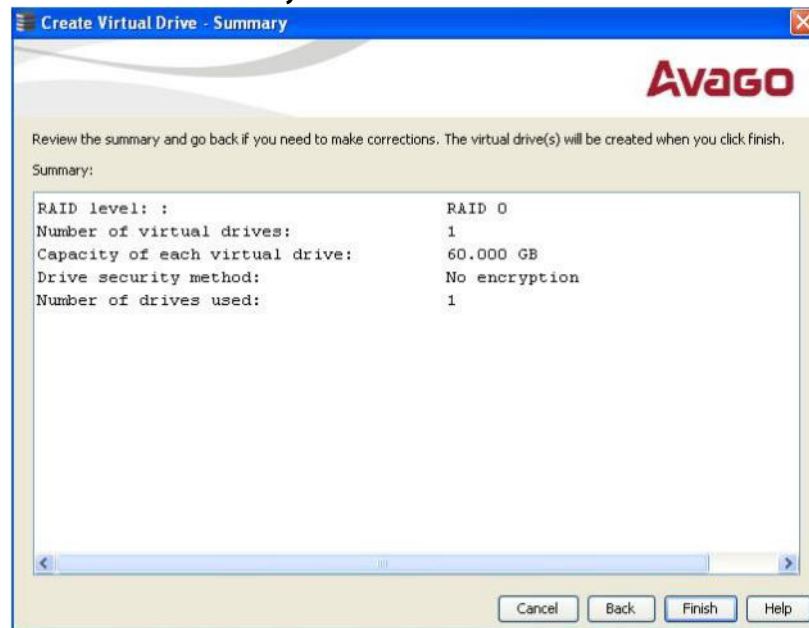 Create Virtual Drive - Summary
Avago
Review the summary and go back if you need to make corrections. The virtual drive(s) will be created when you click finish.
Summary:
RAID level: : RAID 0
Number of virtual drives: 1
Capacity of each virtual drive: 60.000 GB
Drive security method: No encryption
Number of drives used: 1
Cancel Back Finish Help